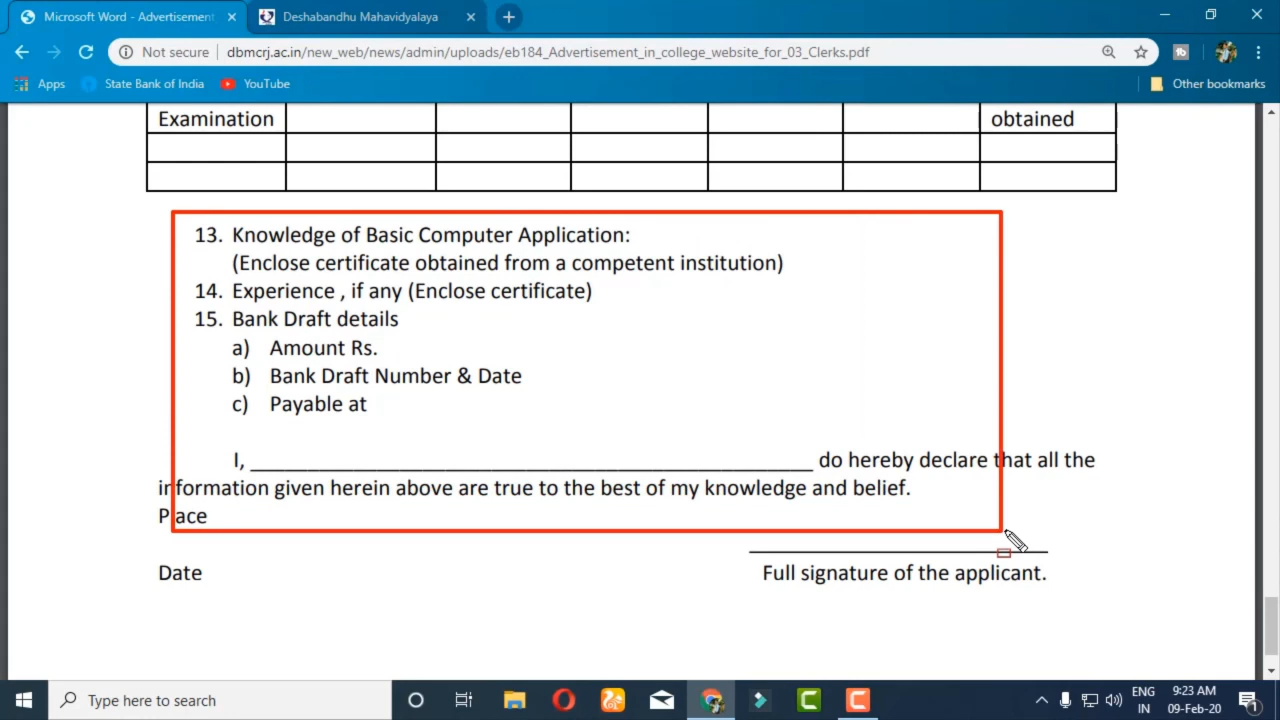 Microsoft Word - Advertisement
Deshabandhu Mahavidyalaya
Not secure
dbmcrj.ac.in/new_web/news/admin/uploads/eb184_Advertisement_in_college_website_for_03_Clerks.pdf
Apps
State Bank of India
YouTube
Other bookmarks
Examination obtained
13. Knowledge of Basic Computer Application:
(Enclose certificate obtained from a competent institution)
14. Experience , if any (Enclose certificate)
15. Bank Draft details
a) Amount Rs.
b) Bank Draft Number & Date
c) Payable at
I, ________________________________________________ do hereby declare that all the
information given herein above are true to the best of my knowledge and belief.
Place
Date
Full signature of the applicant.
Type here to search
ENG
IN
9:23 AM
09-Feb-20
1